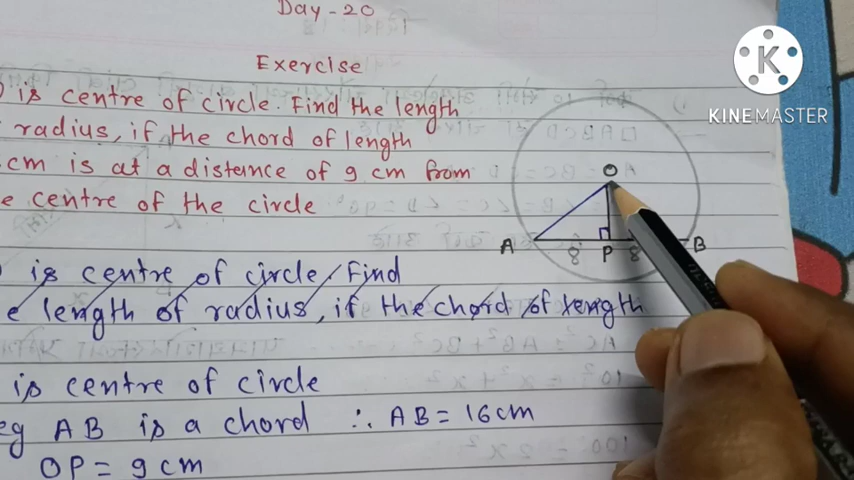 Day-20
Exercise
is centre of circle. Find the length
radius, if the chord of length
cm is at a distance of 9 cm from
e centre of the circle
O
A 8 P 8 B
is centre of circle, Find
e length of radius, if the chord of length
is centre of circle
eg AB is a chord ∴ AB = 16cm
OP = 9 cm
K
KINEMASTER